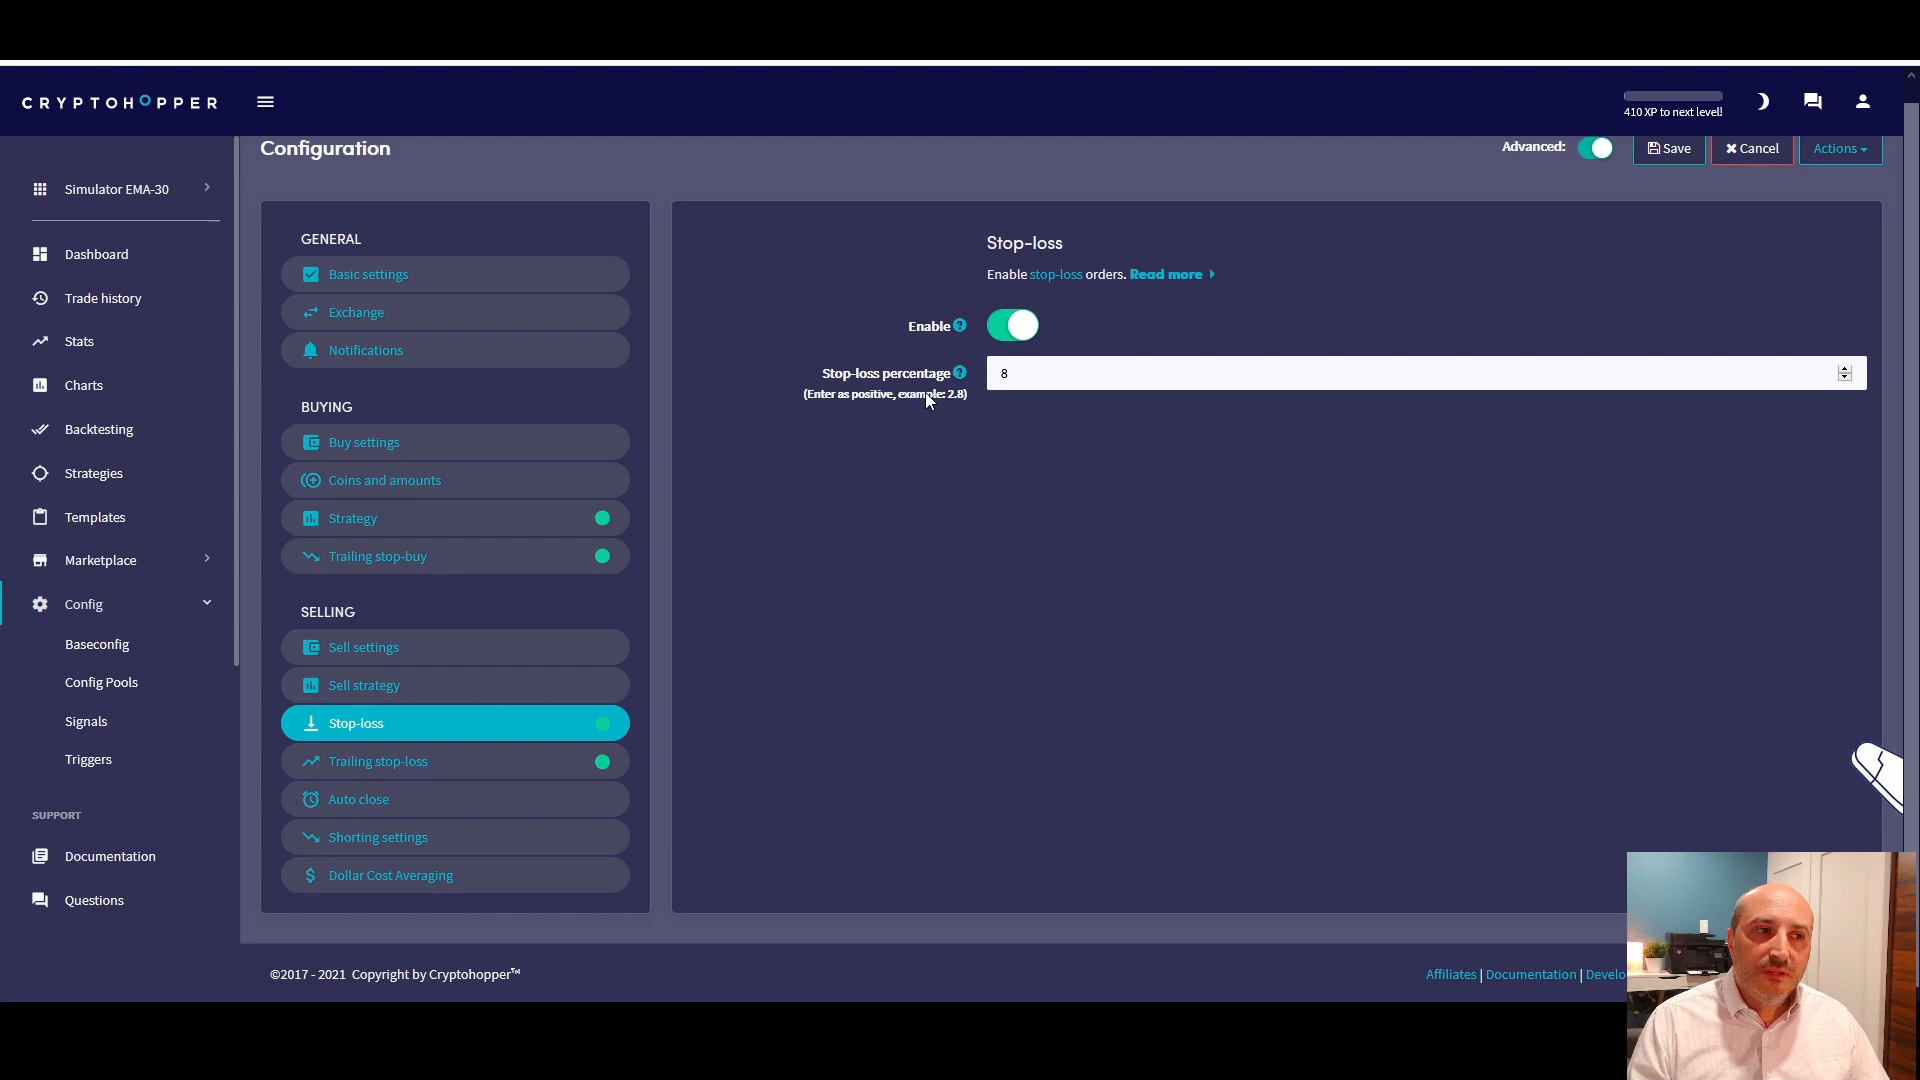 CRYPTOHOPPER
410 XP to next level!
Configuration
Advanced:
Save
Cancel
Actions
Simulator EMA-30
Dashboard
Trade history
Stats
Charts
Backtesting
Strategies
Templates
Marketplace
Config
Baseconfig
Config Pools
Signals
Triggers
SUPPORT
Documentation
Questions
GENERAL
Basic settings
Exchange
Notifications
BUYING
Buy settings
Coins and amounts
Strategy
Trailing stop-buy
SELLING
Sell settings
Sell strategy
Stop-loss
Trailing stop-loss
Auto close
Shorting settings
Dollar Cost Averaging
Stop-loss
Enable stop-loss orders. Read more
Enable
Stop-loss percentage
8
(Enter as positive, example: 2.8)
©2017 - 2021 Copyright by Cryptohopper™
Affiliates | Documentation | Develo